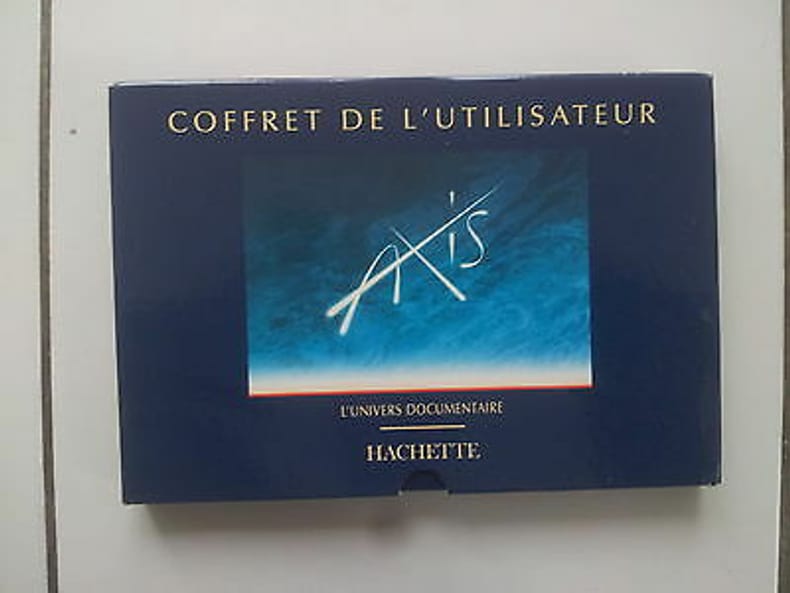 COFFRET DE L'UTILISATEUR
AXiS
L'UNIVERS DOCUMENTAIRE
HACHETTE